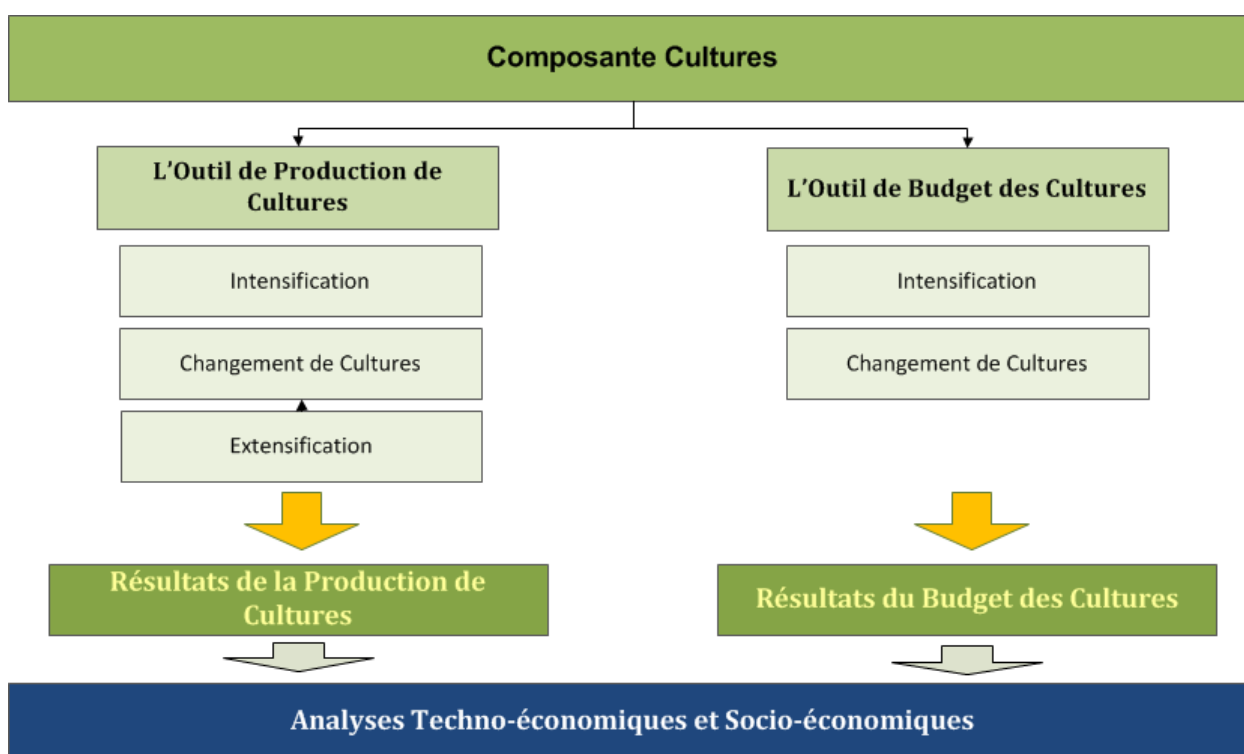 Composante Cultures
L’Outil de Production de
Cultures
Intensification
Changement de Cultures
Extensification
Résultats de la Production de
Cultures
L’Outil de Budget des Cultures
Intensification
Changement de Cultures
Résultats du Budget des Cultures
Analyses Techno-économiques et Socio-économiques